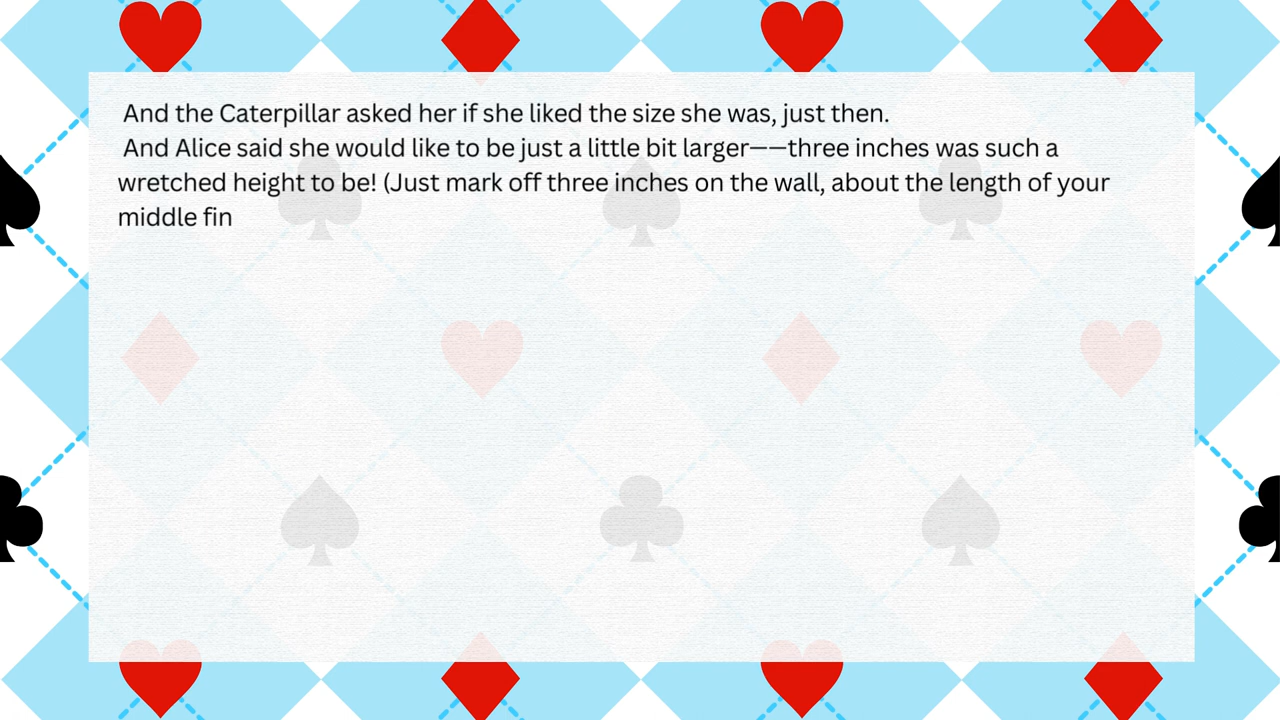 And the Caterpillar asked her if she liked the size she was, just then.
And Alice said she would like to be just a little bit larger——three inches was such a
wretched height to be! (Just mark off three inches on the wall, about the length of your
middle fin